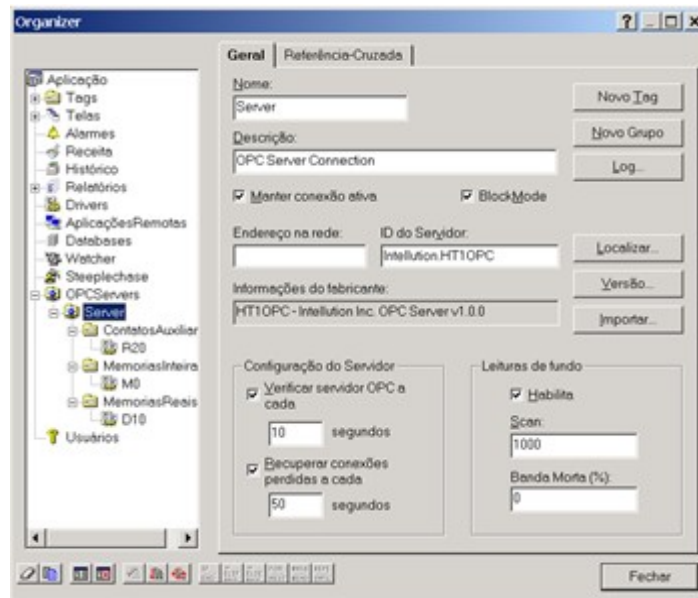 Organizer
Geral
Referência-Cruzada
Aplicação
Tags
Telas
Alarmes
Receita
Histórico
Relatórios
Drivers
AplicaçõesRemotas
Databases
Watcher
Steeplechase
OPCServers
Server
ContatosAuxiliar
R20
MemoriasInteira
M0
MemoriasReais
D10
Usuários
Nome:
Server
Novo Tag
Descrição:
Novo Grupo
OPC Server Connection
Log...
Manter conexão ativa
BlockMode
Endereço na rede:
ID do Servidor:
Intellution.HT1OPC
Localizar...
Informações do fabricante:
Versão...
HT1OPC - Intellution Inc. OPC Server v1.0.0
Importar...
Configuração do Servidor
Verificar servidor OPC a
cada
10 segundos
Recuperar conexões
perdidas a cada
50 segundos
Leituras de fundo
Habilita
Scan:
1000
Banda Morta (%):
0
Fechar